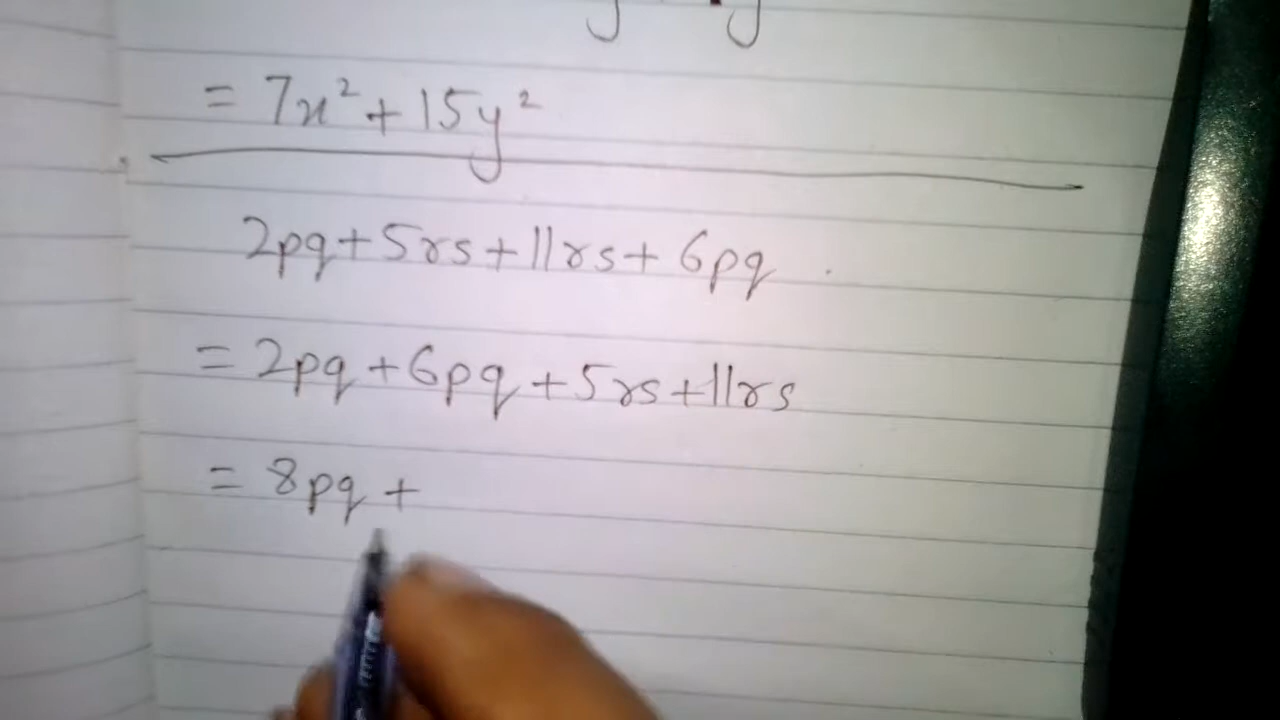 = 7x² + 15y²
2pq + 5rs + 11rs + 6pq .
= 2pq + 6pq + 5rs + 11rs
= 8pq +